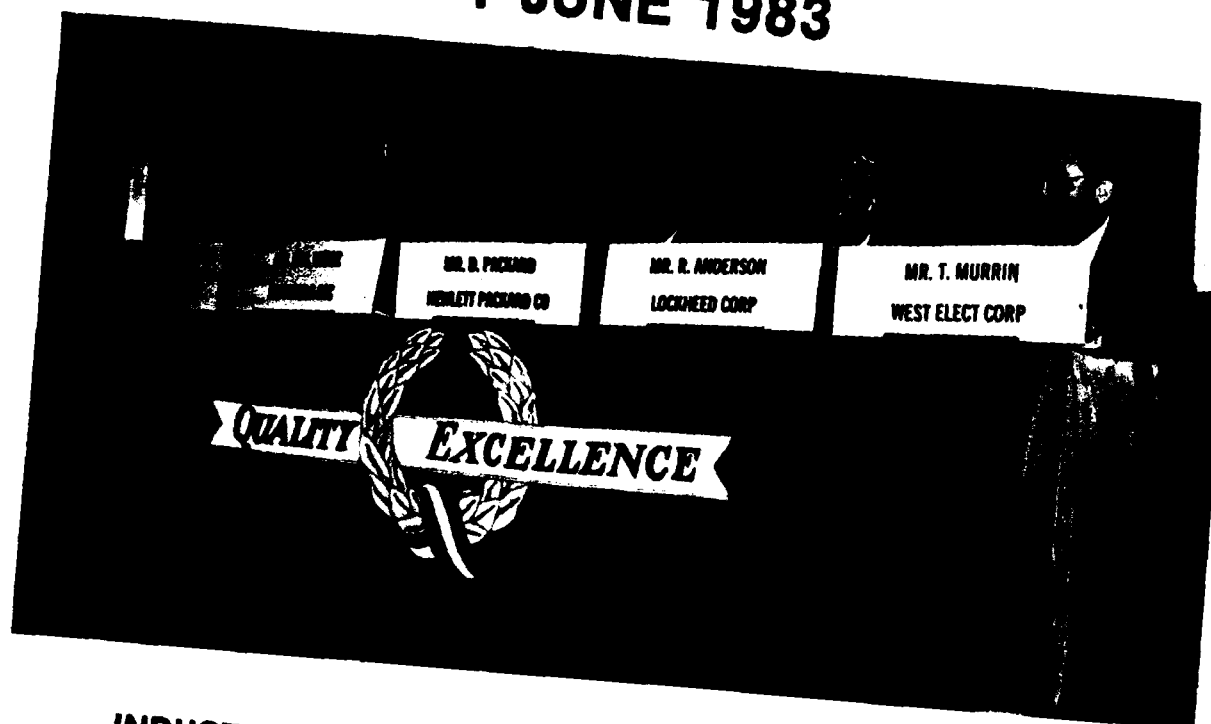 JUNE 1983
MR. D. PACKARD
HEWLETT PACKARD CO
MR. R. ANDERSON
LOCKHEED CORP
MR. T. MURRIN
WEST ELECT CORP
QUALITY EXCELLENCE